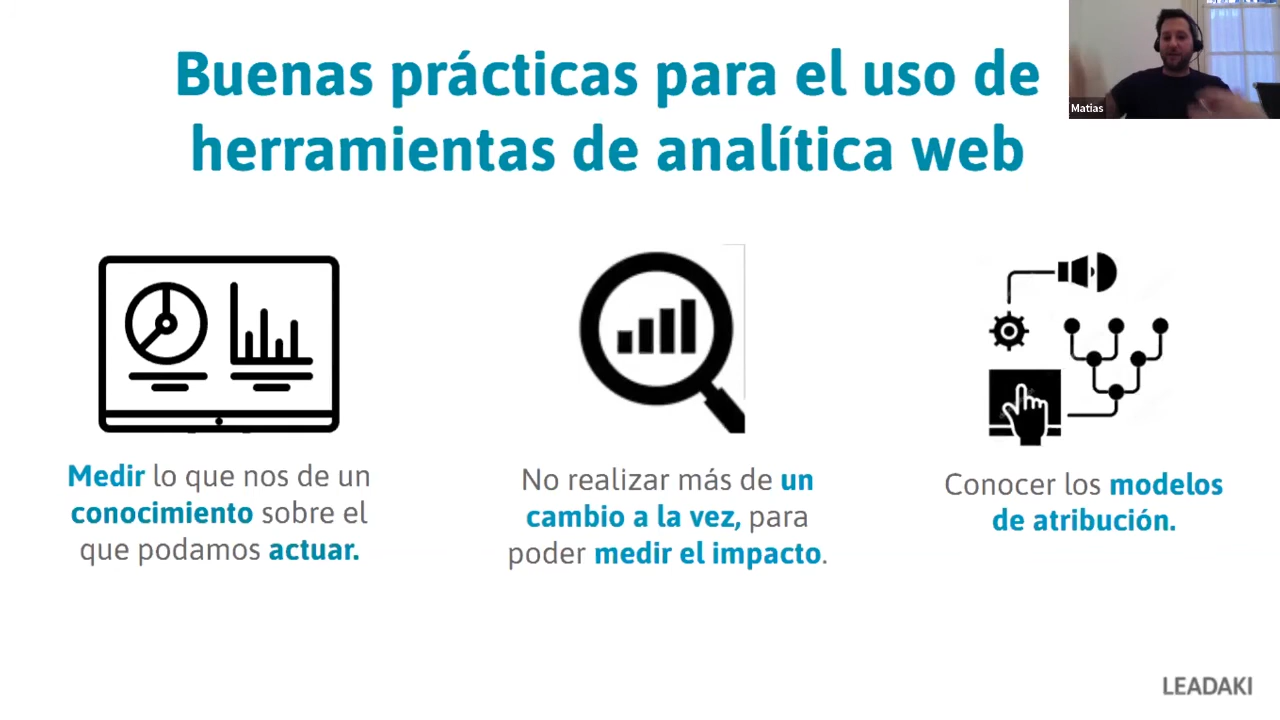 Buenas prácticas para el uso de
herramientas de analítica web
Matias
Medir lo que nos de un
conocimiento sobre el
que podamos actuar.
No realizar más de un
cambio a la vez, para
poder medir el impacto.
Conocer los modelos
de atribución.
LEADAKI